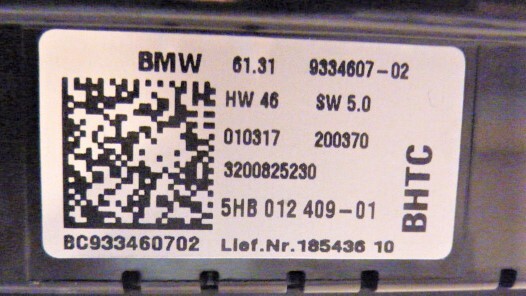 BMW 61.31 9334607-02
HW 46 SW 5.0
010317 200370
3200825230
5HB 012 409-01
BC933460702 Lief.Nr.185436 10
BHTC